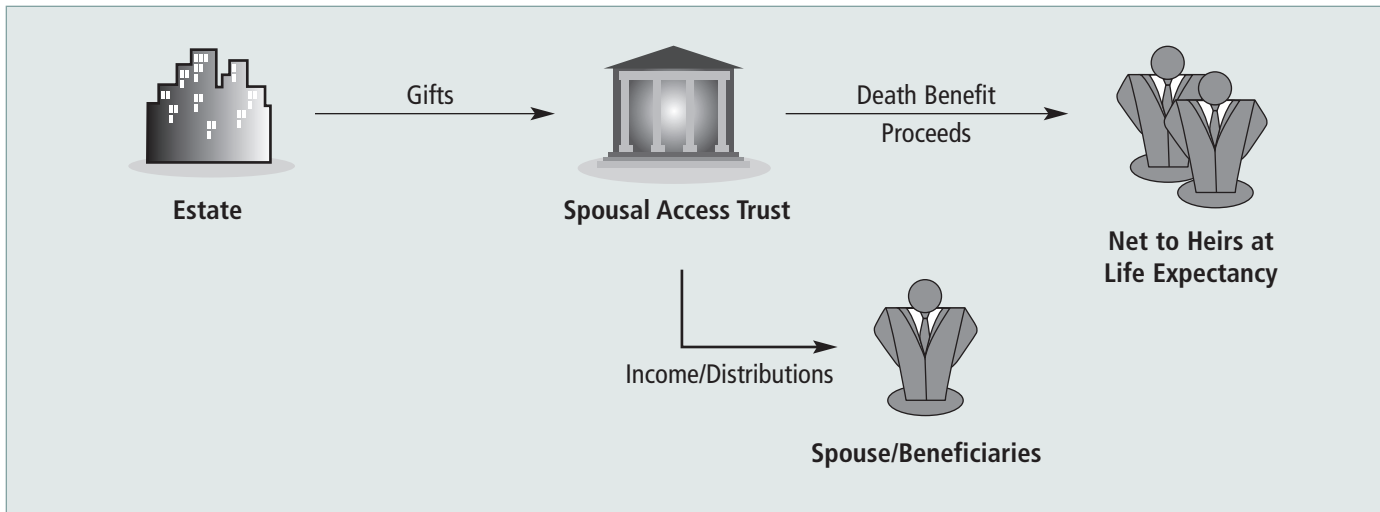 Gifts
Death Benefit
Proceeds
Estate
Spousal Access Trust
Net to Heirs at
Life Expectancy
Income/Distributions
Spouse/Beneficiaries